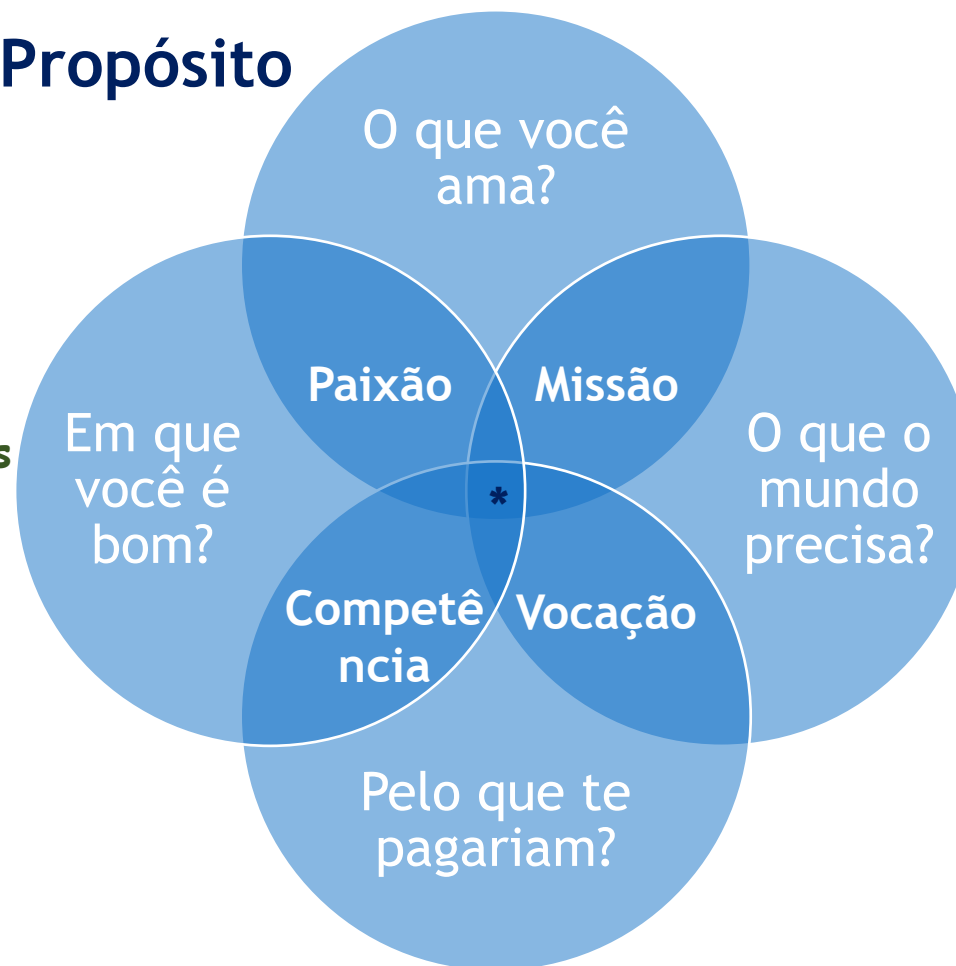 Propósito
O que você
ama?
Paixão
Missão
Em que
você é
bom?
O que o
mundo
precisa?
*
Competê
ncia
Vocação
Pelo que te
pagariam?